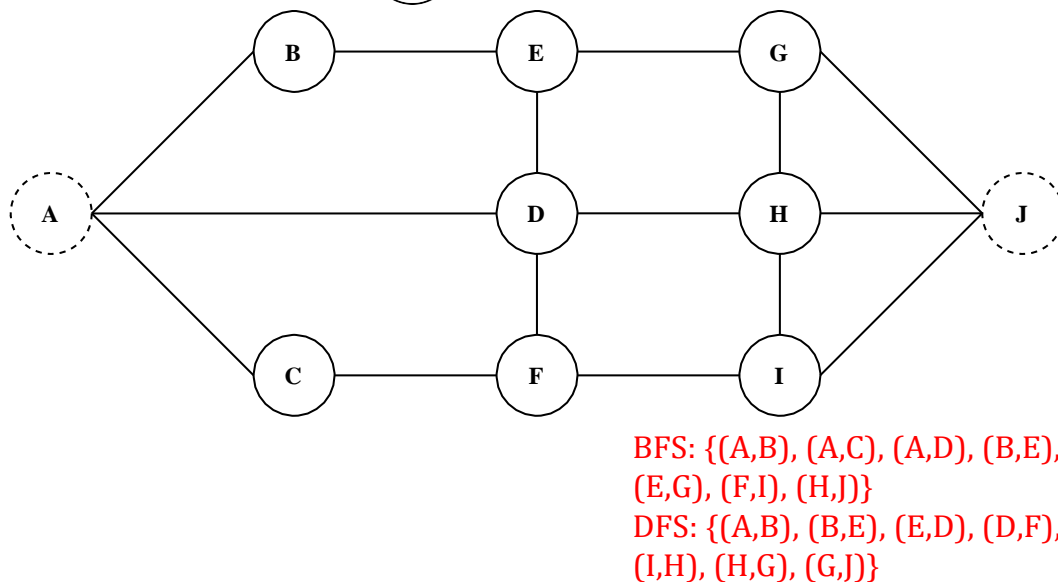 B E G
A D H J
C F I
BFS: {(A,B), (A,C), (A,D), (B,E),
(E,G), (F,I), (H,J)}
DFS: {(A,B), (B,E), (E,D), (D,F),
(I,H), (H,G), (G,J)}